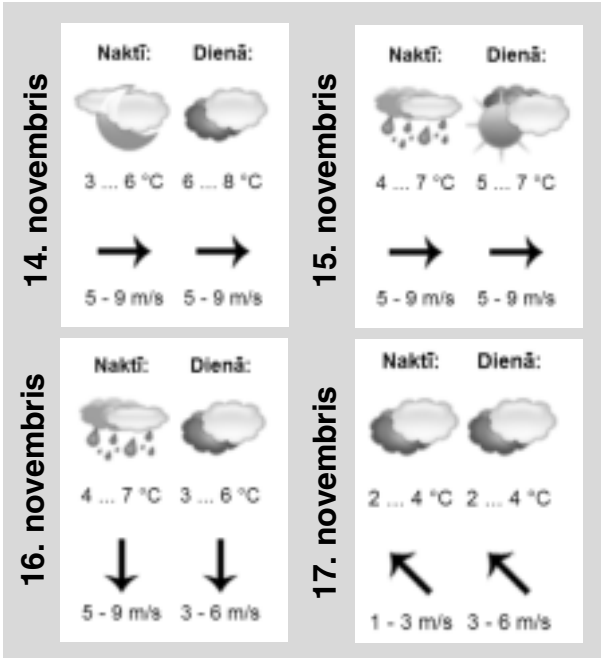 14. novembris
Naktī: Dienā:
3 ... 6 °C 6 ... 8 °C
5 - 9 m/s 5 - 9 m/s
15. novembris
Naktī: Dienā:
4 ... 7 °C 5 ... 7 °C
5 - 9 m/s 5 - 9 m/s
16. novembris
Naktī: Dienā:
4 ... 7 °C 3 ... 6 °C
5 - 9 m/s 3 - 6 m/s
17. novembris
Naktī: Dienā:
2 ... 4 °C 2 ... 4 °C
1 - 3 m/s 3 - 6 m/s